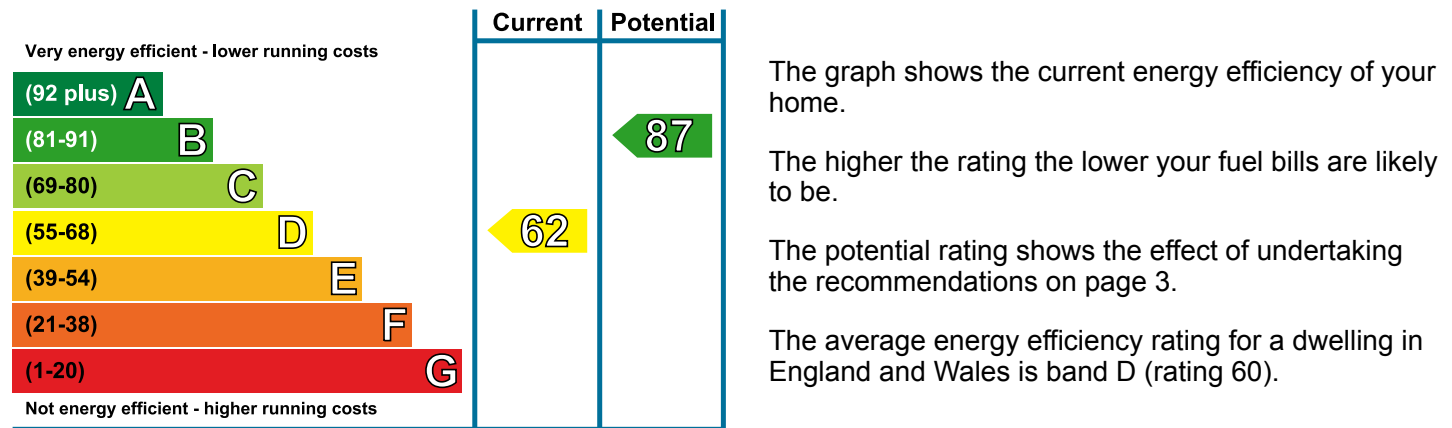 Current Potential
Very energy efficient - lower running costs
(92 plus) A
(81-91) B
87
(69-80) C
(55-68) D
62
(39-54) E
(21-38) F
(1-20) G
Not energy efficient - higher running costs
The graph shows the current energy efficiency of your
home.
The higher the rating the lower your fuel bills are likely
to be.
The potential rating shows the effect of undertaking
the recommendations on page 3.
The average energy efficiency rating for a dwelling in
England and Wales is band D (rating 60).